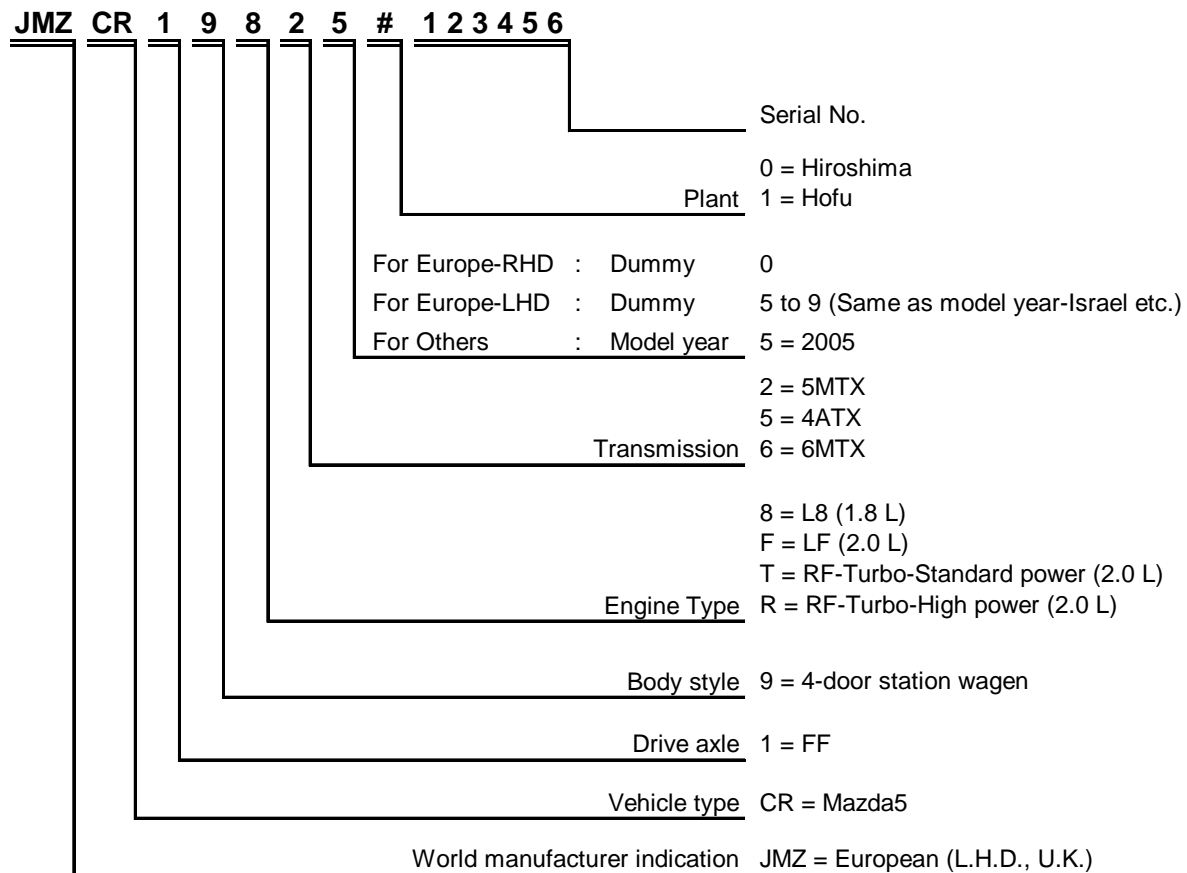 JMZ CR 1 9 8 2 5 # 1 2 3 4 5 6
Serial No.
0 = Hiroshima
Plant 1 = Hofu
For Europe-RHD : Dummy 0
For Europe-LHD : Dummy 5 to 9 (Same as model year-Israel etc.)
For Others : Model year 5 = 2005
2 = 5MTX
5 = 4ATX
Transmission 6 = 6MTX
8 = L8 (1.8 L)
F = LF (2.0 L)
T = RF-Turbo-Standard power (2.0 L)
Engine Type R = RF-Turbo-High power (2.0 L)
Body style 9 = 4-door station wagen
Drive axle 1 = FF
Vehicle type CR = Mazda5
World manufacturer indication JMZ = European (L.H.D., U.K.)